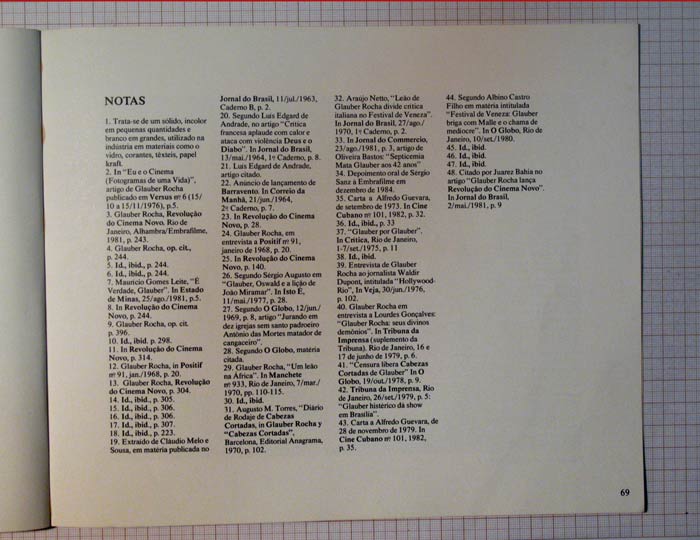 NOTAS
1. Trata-se de um sólido, incolor
em pequenas quantidades e
branco em grandes, utilizado na
indústria em materiais como o
vidro, corantes, têxteis, papel
kraft.
2. In "Eu e o Cinema
(Fotogramas de uma Vida)",
artigo de Glauber Rocha
publicado em Versus nº 6 (15/
10 a 15/11/1976), p.5.
3. Glauber Rocha, Revolução
do Cinema Novo, Rio de
Janeiro, Alhambra/Embrafilme,
1981, p. 243.
4. Glauber Rocha, op. cit.,
p. 244.
5. Id., ibid., p. 244.
6. Id., ibid., p. 244.
7. Maurício Gomes Leite, "É
Verdade, Glauber". In Estado
de Minas, 25/ago/1981, p.5.
8. In Revolução do Cinema
Novo, p. 244.
9. Glauber Rocha, op. cit.
p. 396.
10. Id., ibid. p. 298.
11. In Revolução do Cinema
Novo, p. 314.
12. Glauber Rocha, in Positif
nº 91, jan./1968, p. 20.
13. Glauber Rocha, Revolução
do Cinema Novo, p. 304.
14. Id., ibid., p. 305.
15. Id., ibid., p. 306.
16. Id., ibid., p. 306.
17. Id., ibid., p. 307.
18. Id., ibid., p. 223.
19. Extraído de Cláudio Melo e
Sousa, em matéria publicada no
Jornal do Brasil, 11/jul./1963,
Caderno B, p. 2.
20. Segundo Luís Edgard de
Andrade, no artigo "Crítica
francesa aplaude com calor e
ataca com violência Deus e o
Diabo". In Jornal do Brasil,
13/mai./1964, 1º Caderno, p. 8.
21. Luís Edgard de Andrade,
artigo citado.
22. Anúncio de lançamento de
Barravento. In Correio da
Manhã, 21/jun./1964,
2º Caderno, p. 7.
23. In Revolução do Cinema
Novo, p. 28.
24. Glauber Rocha, em
entrevista a Positif nº 91,
janeiro de 1968, p. 20.
25. In Revolução do Cinema
Novo, p. 140.
26. Segundo Sérgio Augusto em
"Glauber, Oswald e a lição de
João Miramar". In Isto É,
11/mai./1977, p. 28.
27. Segundo O Globo, 12/jun./
1969, p. 8, artigo "Jurando em
dez igrejas sem santo padroeiro
Antônio das Mortes matador de
cangaceiro".
28. Segundo O Globo, matéria
citada.
29. Glauber Rocha, "Um leão
na África". In Manchete
nº 933, Rio de Janeiro, 7/mar./
1970, pp. 110-115.
30. Id., ibid.
31. Augusto M. Torres, "Diário
de Rodaje de Cabezas
Cortadas, in Glauber Rocha y
"Cabezas Cortadas",
Barcelona, Editorial Anagrama,
1970, p. 102.
32. Araújo Netto, "Leão de
Glauber Rocha divide crítica
italiana no Festival de Veneza".
In Jornal do Brasil, 27/ago./
1970, 1º Caderno, p. 2.
33. In Jornal do Commercio,
23/ago./1981, p. 3, artigo de
Oliveira Bastos: "Septicemia
Mata Glauber aos 42 anos"
34. Depoimento oral de Sérgio
Sanz à Embrafilme em
dezembro de 1984.
35. Carta a Alfredo Guevara,
de setembro de 1973. In Cine
Cubano nº 101, 1982, p. 32.
36. Id., ibid., p. 33
37. "Glauber por Glauber".
In Crítica, Rio de Janeiro,
1-7/set./1975, p. 11
38. Id. ibid.
39. Entrevista de Glauber
Rocha ao jornalista Waldir
Dupont, intitulada "Hollywood-
Rio", In Veja, 30/jun./1976,
p. 102.
40. Glauber Rocha em
entrevista a Lourdes Gonçalves:
"Glauber Rocha: seus divinos
demônios". In Tribuna da
Imprensa (suplemento da
Tribuna). Rio de Janeiro, 16 e
17 de junho de 1979, p. 6.
41. "Censura libera Cabezas
Cortadas de Glauber" In O
Globo, 19/out./1978, p. 9.
42. Tribuna da Imprensa, Rio
de Janeiro, 26/set./1979, p. 5:
"Glauber histérico dá show
em Brasília".
43. Carta a Alfredo Guevara, de
28 de novembro de 1979. In
Cine Cubano nº 101, 1982,
p. 35.
44. Segundo Albino Castro
Filho em matéria intitulada
"Festival de Veneza: Glauber
briga com Malle e o chama de
medíocre". In O Globo, Rio de
Janeiro, 10/set./1980.
45. Id., ibid.
46. Id., ibid.
47. Id., ibid.
48. Citado por Juarez Bahia no
artigo "Glauber Rocha lança
Revolução do Cinema Novo".
In Jornal do Brasil,
2/mai./1981, p. 9
69